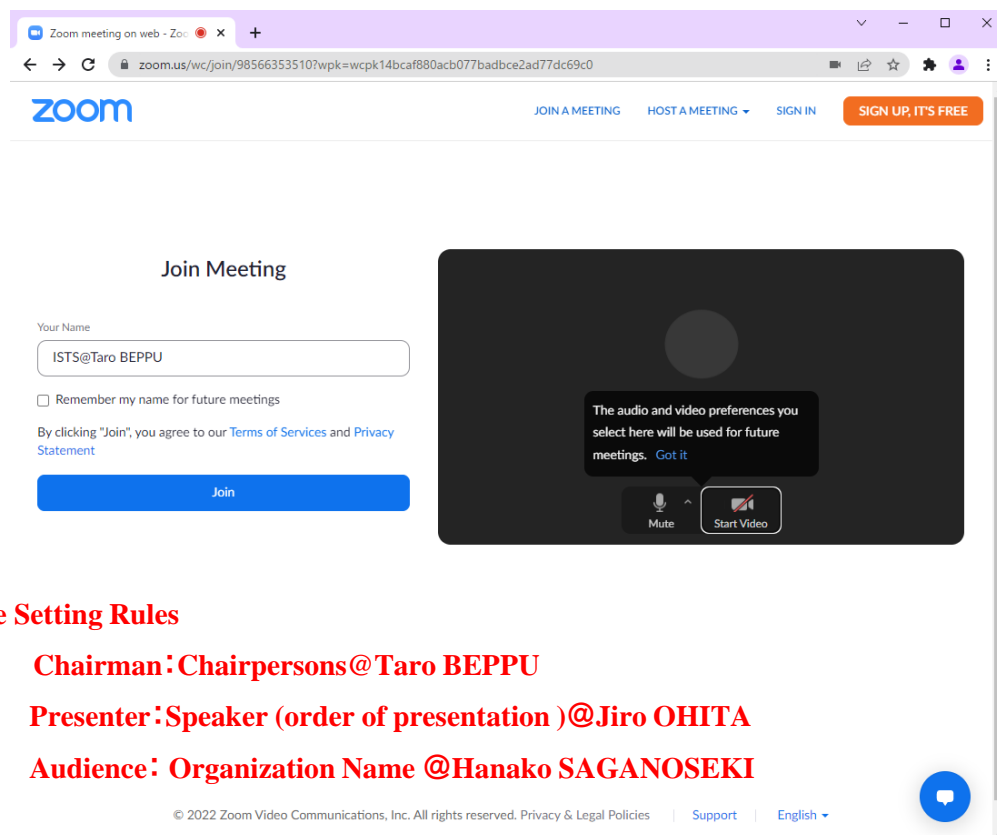 Zoom meeting on web - Zoo
zoom.us/wc/join/98566353510?wpk=wcpk14bcaf880acb077badbce2ad77dc69c0
zoom
JOIN A MEETING HOST A MEETING SIGN IN SIGN UP, IT'S FREE
Join Meeting
Your Name
ISTS@Taro BEPPU
Remember my name for future meetings
By clicking "Join", you agree to our Terms of Services and Privacy
Statement
Join
The audio and video preferences you
select here will be used for future
meetings. Got it
Mute Start Video
e Setting Rules
Chairman：Chairpersons@Taro BEPPU
Presenter：Speaker (order of presentation )＠Jiro OHITA
Audience： Organization Name ＠Hanako SAGANOSEKI
© 2022 Zoom Video Communications, Inc. All rights reserved. Privacy & Legal Policies | Support | English